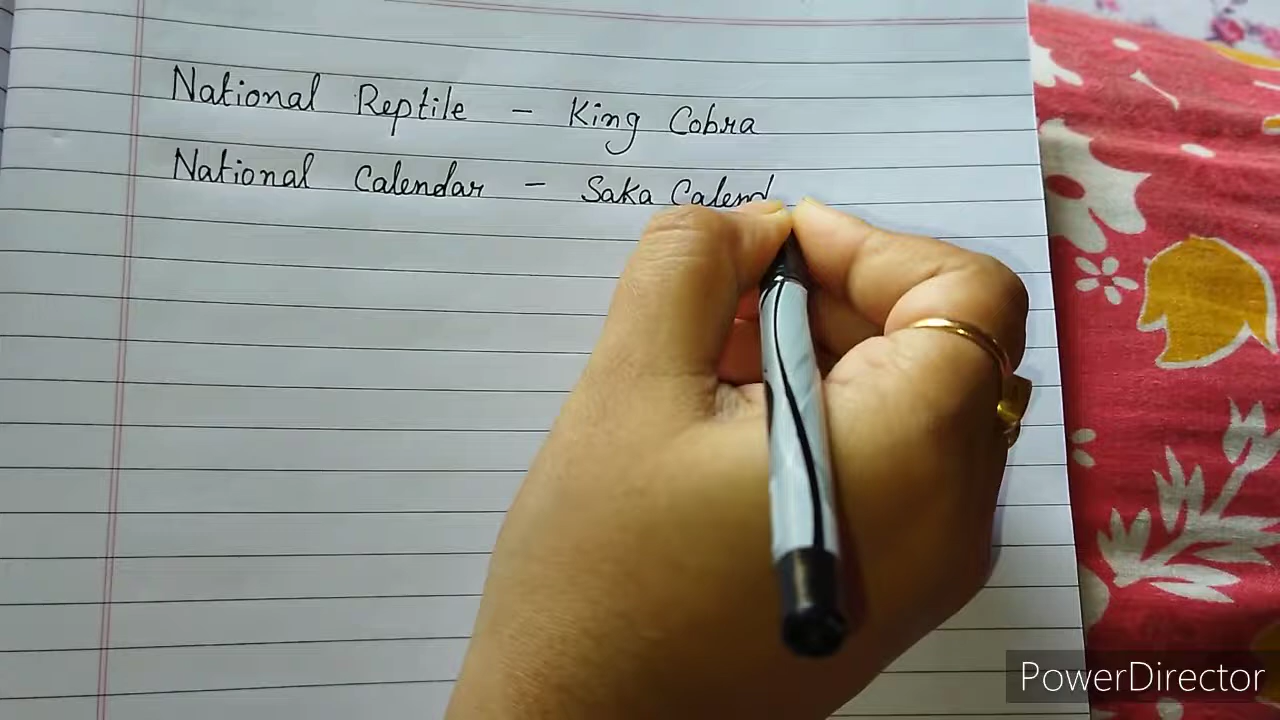 National Reptile - King Cobra
National Calendar - Saka Calend
PowerDirector